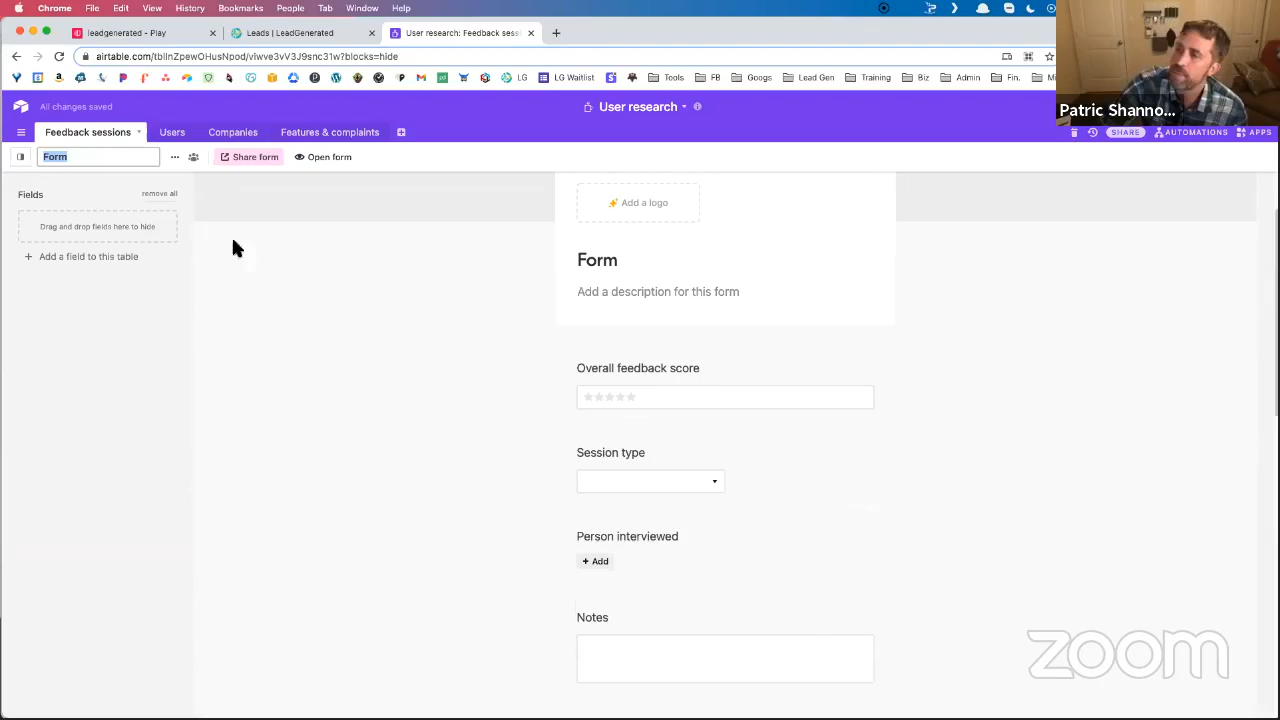 Chrome File Edit View History Bookmarks People Tab Window Help
leadgenerated - Play
Leads | LeadGenerated
User research: Feedback sessi
airtable.com/tblInZpewOHusNpod/viwve3vV3J9snc31w?blocks=hide
LG
LG Waitlist
Tools
FB
Googs
Lead Gen
Training
Biz
Admin
Fin.
Patric Shanno...
All changes saved
User research
Feedback sessions
Users
Companies
Features & complaints
SHARE
AUTOMATIONS
APPS
Form
Share form
Open form
Fields
remove all
Drag and drop fields here to hide
+ Add a field to this table
Add a logo
Form
Add a description for this form
Overall feedback score
Session type
Person interviewed
+ Add
Notes
zoom